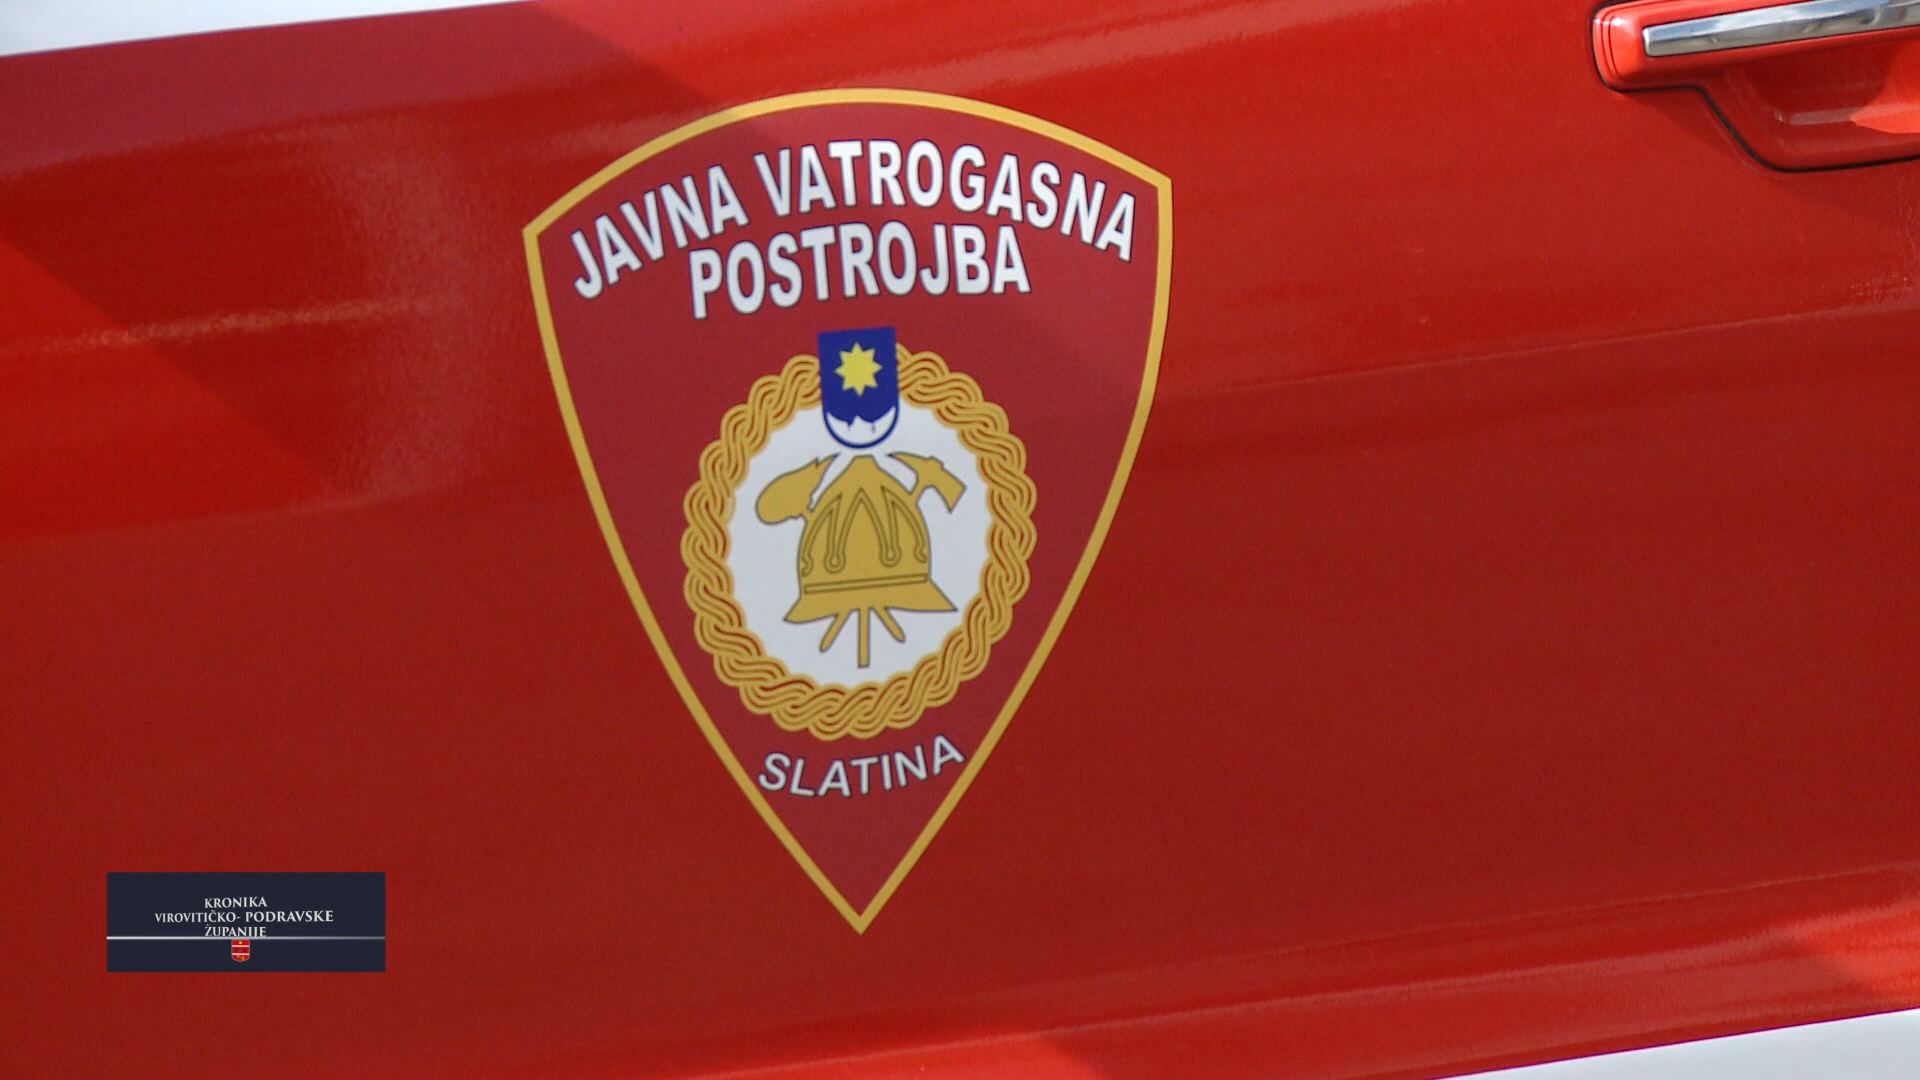 JAVNA VATROGASNA
POSTROJBA
SLATINA
KRONIKA
VIROVITIČKO- PODRAVSKE
ŽUPANIJE